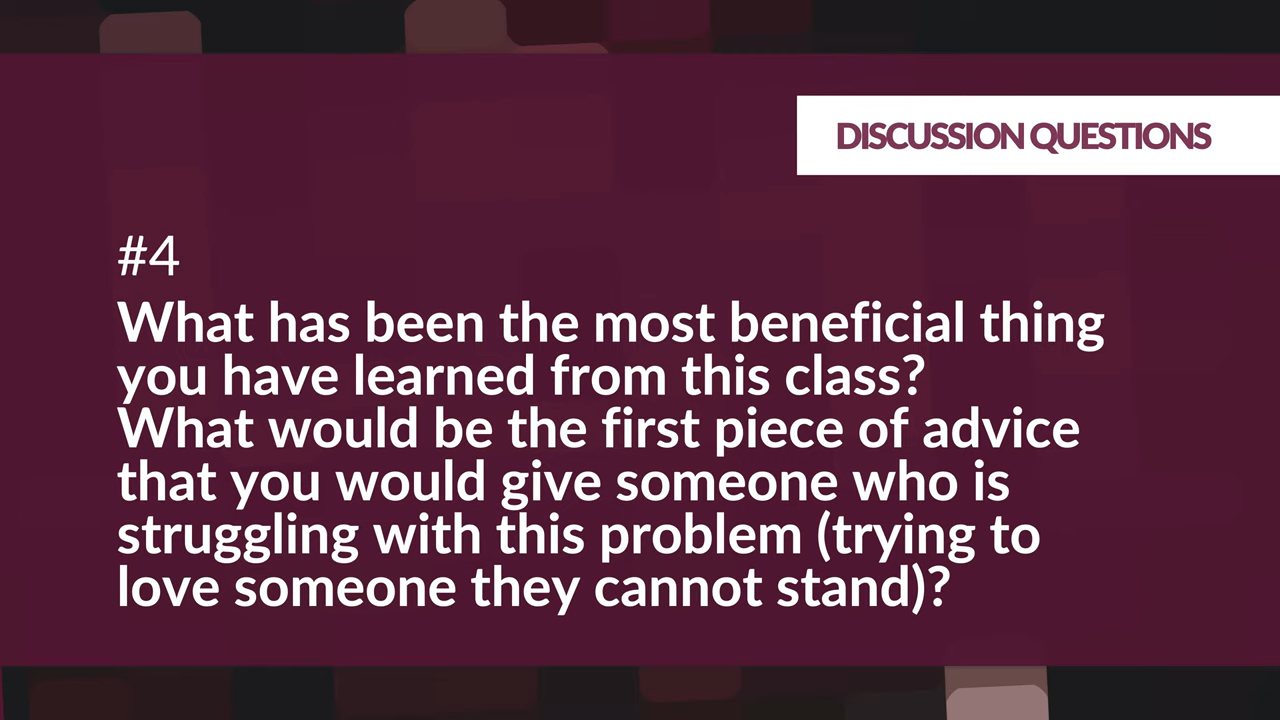 DISCUSSION QUESTIONS
#4
What has been the most beneficial thing
you have learned from this class?
What would be the first piece of advice
that you would give someone who is
struggling with this problem (trying to
love someone they cannot stand)?